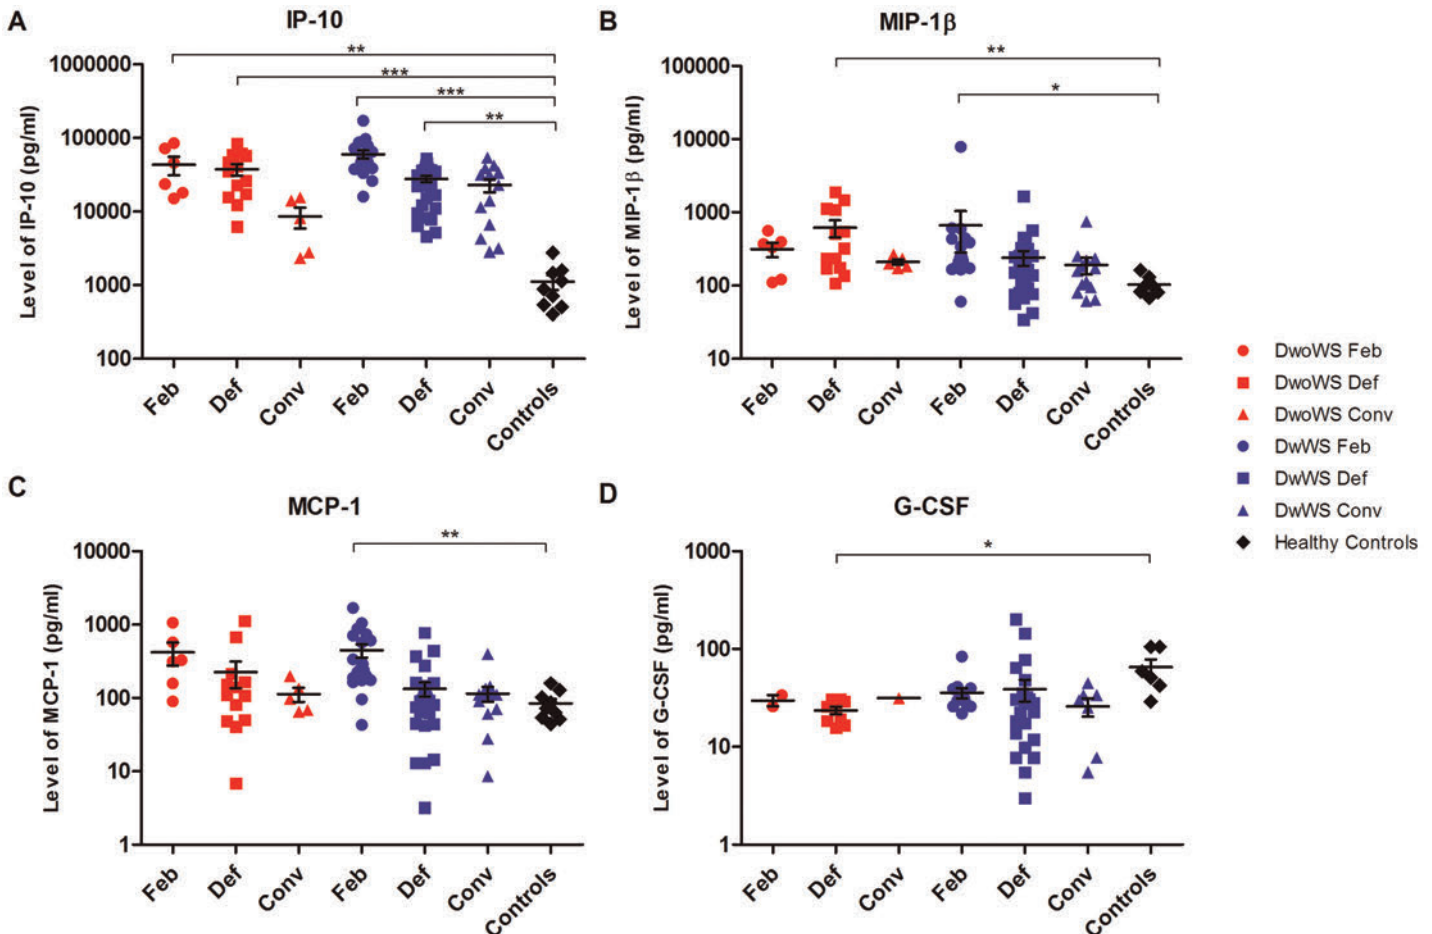 A
IP-10
**
***
***
**
Level of IP-10 (pg/ml)
1000000
100000
10000
1000
100
Feb
Def
Conv
Feb
Def
Conv
Controls
B
MIP-1β
**
*
Level of MIP-1β (pg/ml)
100000
10000
1000
100
10
Feb
Def
Conv
Feb
Def
Conv
Controls
DwoWS Feb
DwoWS Def
DwoWS Conv
DwWS Feb
DwWS Def
DwWS Conv
Healthy Controls
C
MCP-1
**
Level of MCP-1 (pg/ml)
10000
1000
100
10
1
Feb
Def
Conv
Feb
Def
Conv
Controls
D
G-CSF
*
Level of G-CSF (pg/ml)
1000
100
10
1
Feb
Def
Conv
Feb
Def
Conv
Controls